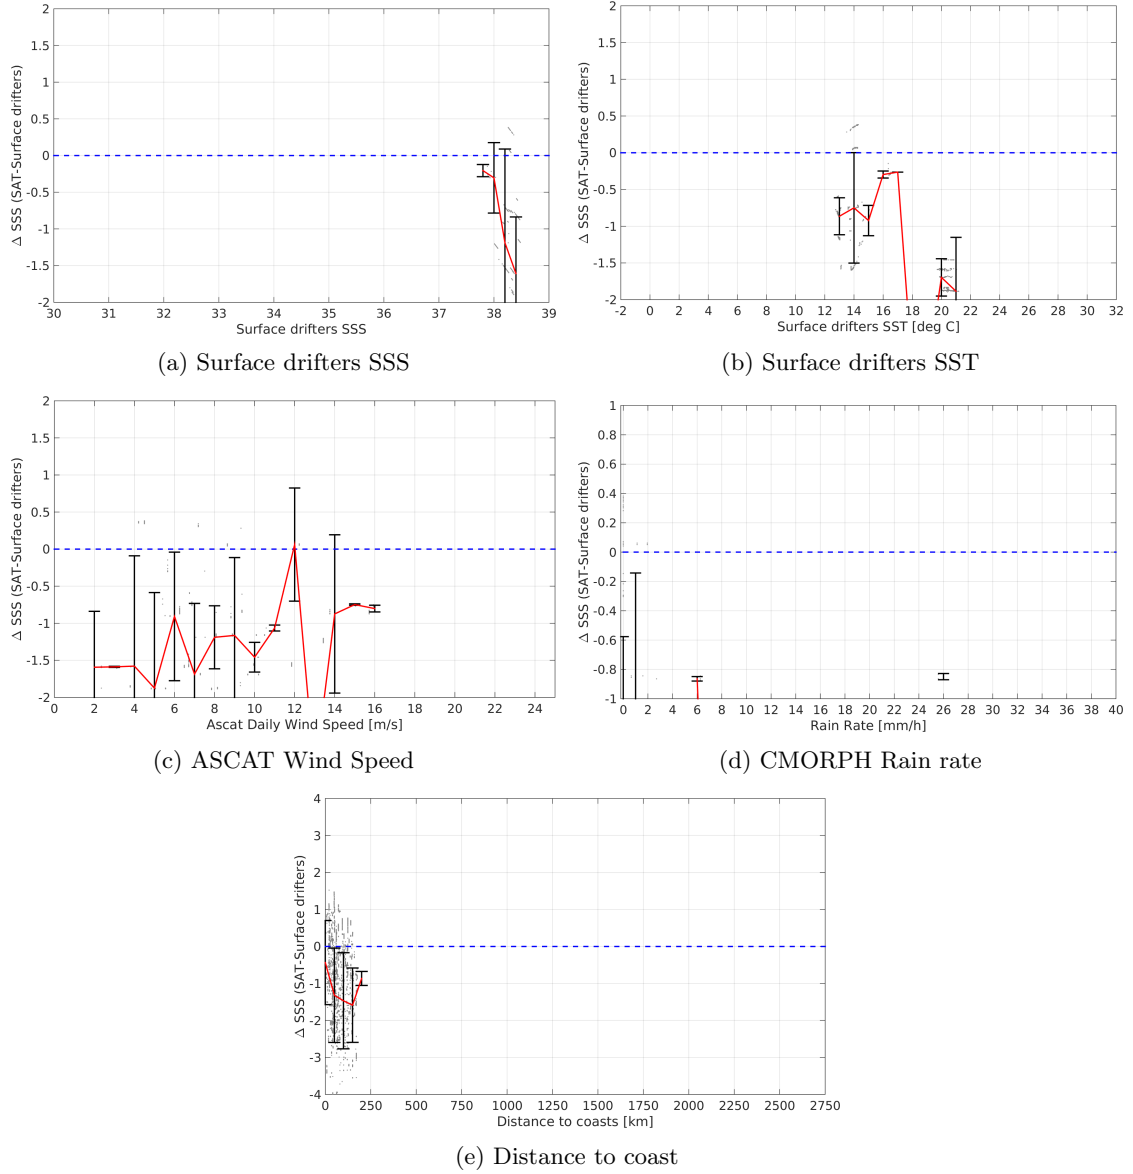 2
1.5
1
0.5
0
-0.5
-1
-1.5
-2
30 31 32 33 34 35 36 37 38 39
Δ SSS (SAT-Surface drifters)
Surface drifters SSS
(a) Surface drifters SSS
2
1.5
1
0.5
0
-0.5
-1
-1.5
-2
-2 0 2 4 6 8 10 12 14 16 18 20 22 24 26 28 30 32
Δ SSS (SAT-Surface drifters)
Surface drifters SST [deg C]
(b) Surface drifters SST
2
1.5
1
0.5
0
-0.5
-1
-1.5
-2
0 2 4 6 8 10 12 14 16 18 20 22 24
Δ SSS (SAT-Surface drifters)
Ascat Daily Wind Speed [m/s]
(c) ASCAT Wind Speed
1
0.8
0.6
0.4
0.2
0
-0.2
-0.4
-0.6
-0.8
-1
0 2 4 6 8 10 12 14 16 18 20 22 24 26 28 30 32 34 36 38 40
Δ SSS (SAT-Surface drifters)
Rain Rate [mm/h]
(d) CMORPH Rain rate
4
3
2
1
0
-1
-2
-3
-4
0 250 500 750 1000 1250 1500 1750 2000 2250 2500 2750
Δ SSS (SAT-Surface drifters)
Distance to coasts [km]
(e) Distance to coast